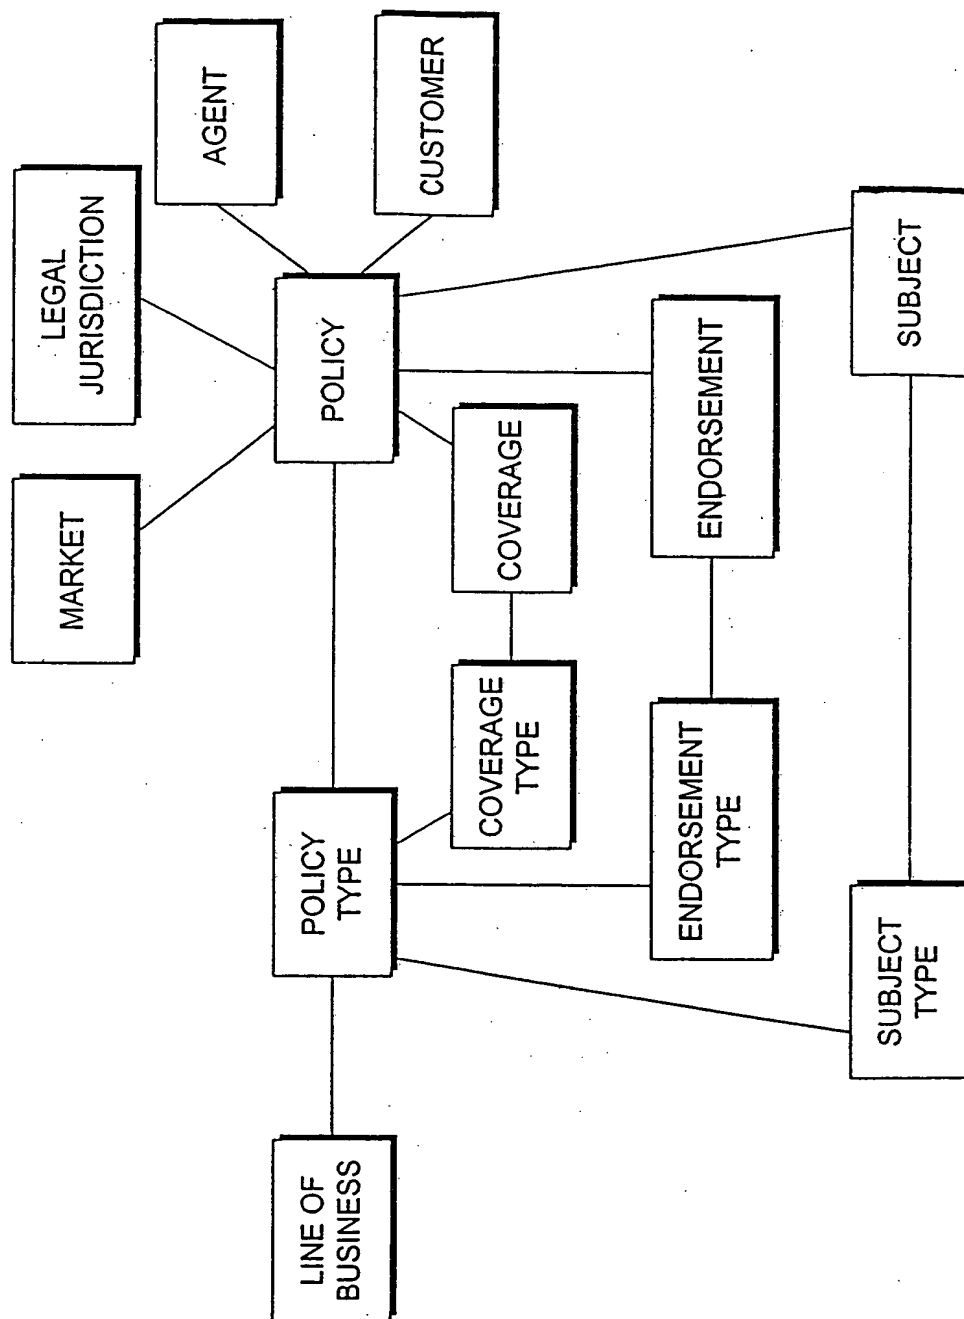 MARKET
LEGAL
JURISDICTION
AGENT
LINE OF
BUSINESS
POLICY
TYPE
POLICY
CUSTOMER
COVERAGE
TYPE
COVERAGE
ENDORSEMENT
TYPE
ENDORSEMENT
SUBJECT
TYPE
SUBJECT